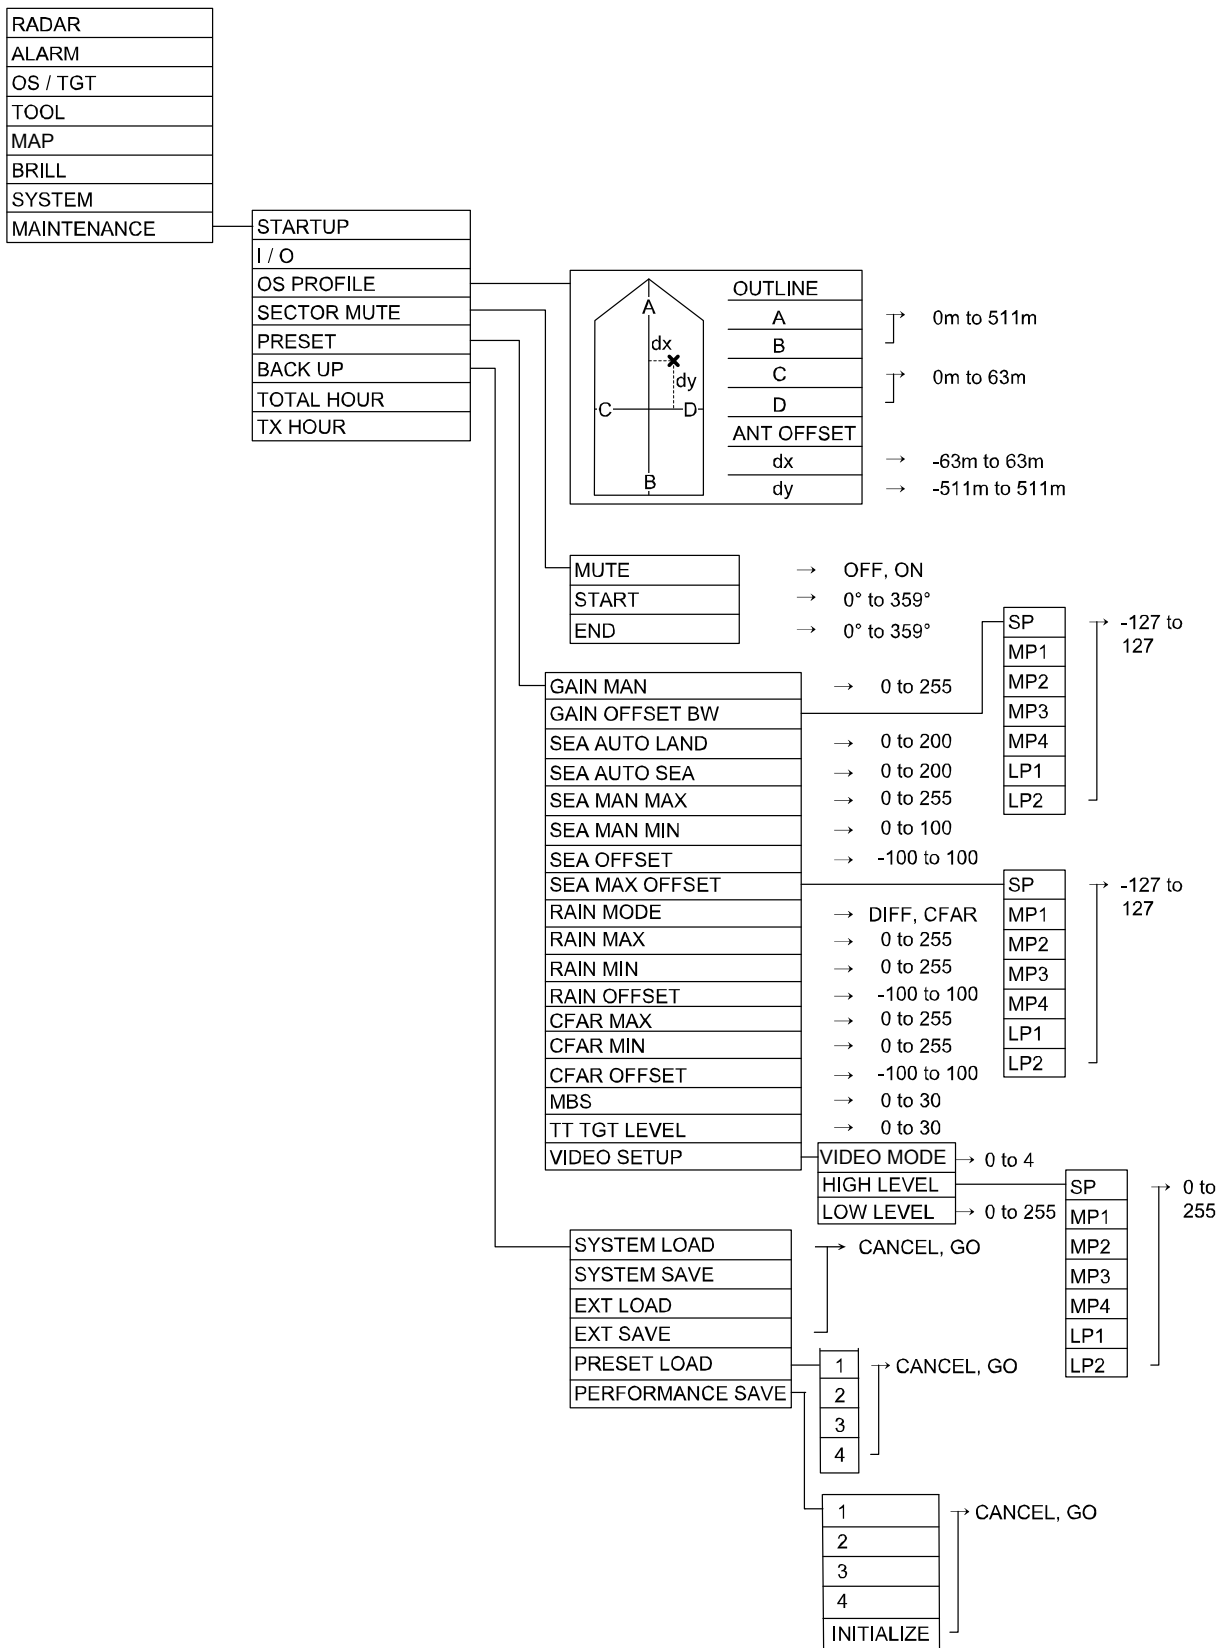 RADAR
ALARM
OS / TGT
TOOL
MAP
BRILL
SYSTEM
MAINTENANCE
STARTUP
I / O
OS PROFILE
SECTOR MUTE
PRESET
BACK UP
TOTAL HOUR
TX HOUR
A
dx
dy
C
D
B
OUTLINE
A → 0m to 511m
B
C → 0m to 63m
D
ANT OFFSET
dx → -63m to 63m
dy → -511m to 511m
MUTE → OFF, ON
START → 0° to 359°
END → 0° to 359°
GAIN MAN → 0 to 255
GAIN OFFSET BW
SEA AUTO LAND → 0 to 200
SEA AUTO SEA → 0 to 200
SEA MAN MAX → 0 to 255
SEA MAN MIN → 0 to 100
SEA OFFSET → -100 to 100
SEA MAX OFFSET
RAIN MODE → DIFF, CFAR
RAIN MAX → 0 to 255
RAIN MIN → 0 to 255
RAIN OFFSET → -100 to 100
CFAR MAX → 0 to 255
CFAR MIN → 0 to 255
CFAR OFFSET → -100 to 100
MBS → 0 to 30
TT TGT LEVEL → 0 to 30
VIDEO SETUP
SP → -127 to
127
MP1
MP2
MP3
MP4
LP1
LP2
SP → -127 to
127
MP1
MP2
MP3
MP4
LP1
LP2
VIDEO MODE → 0 to 4
HIGH LEVEL
LOW LEVEL → 0 to 255
SP → 0 to
255
MP1
MP2
MP3
MP4
LP1
LP2
SYSTEM LOAD → CANCEL, GO
SYSTEM SAVE
EXT LOAD
EXT SAVE
PRESET LOAD
PERFORMANCE SAVE
1 → CANCEL, GO
2
3
4
1 → CANCEL, GO
2
3
4
INITIALIZE